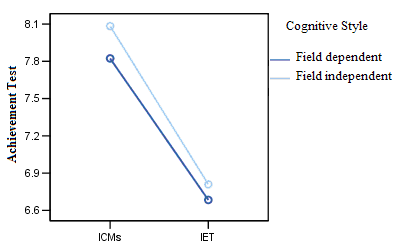 Cognitive Style
Field dependent
Field independent
Achievement Test
8.1
7.8
7.5
7.2
6.9
6.6
ICMs
IET